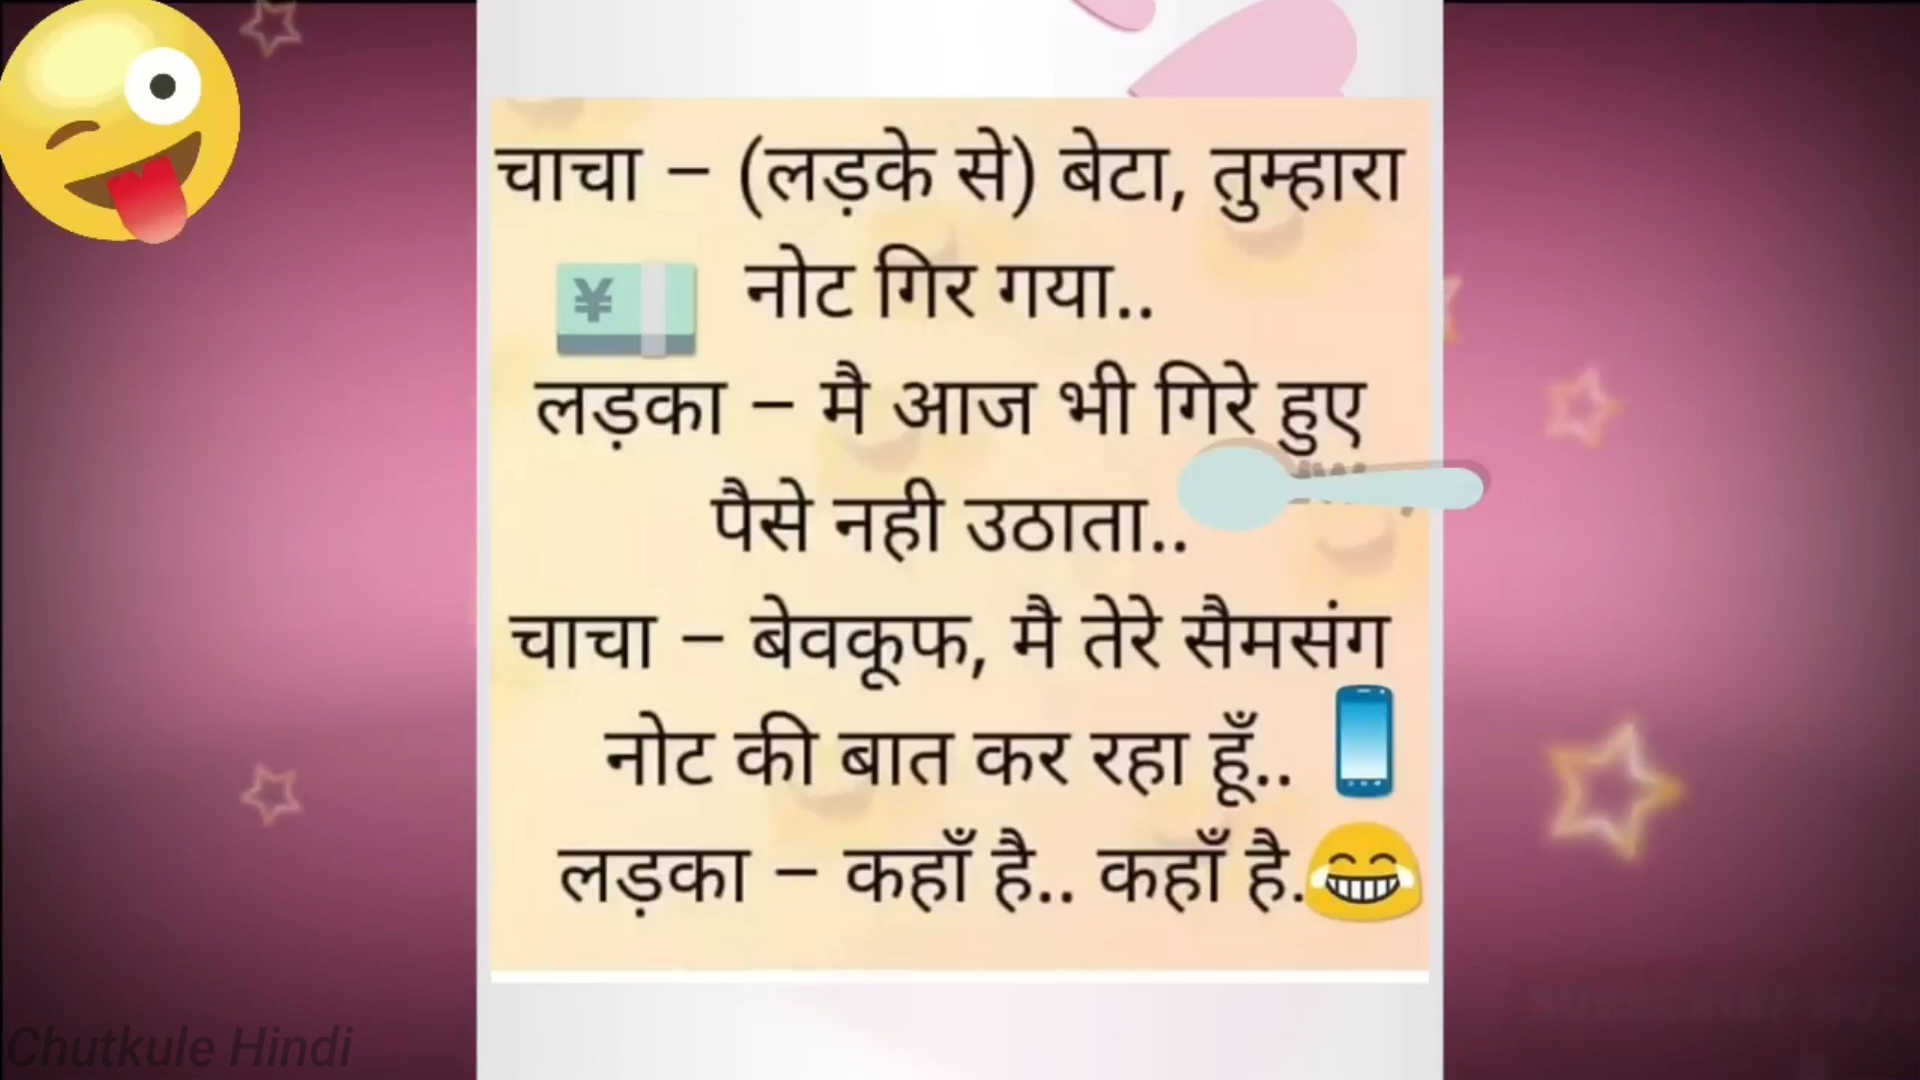 चाचा – (लड़के से) बेटा, तुम्हारा
नोट गिर गया..
लड़का – मै आज भी गिरे हुए
पैसे नही उठाता..
चाचा – बेवकूफ, मै तेरे सैमसंग
नोट की बात कर रहा हूँ..
लड़का – कहाँ है.. कहाँ है.
Chutkule Hindi